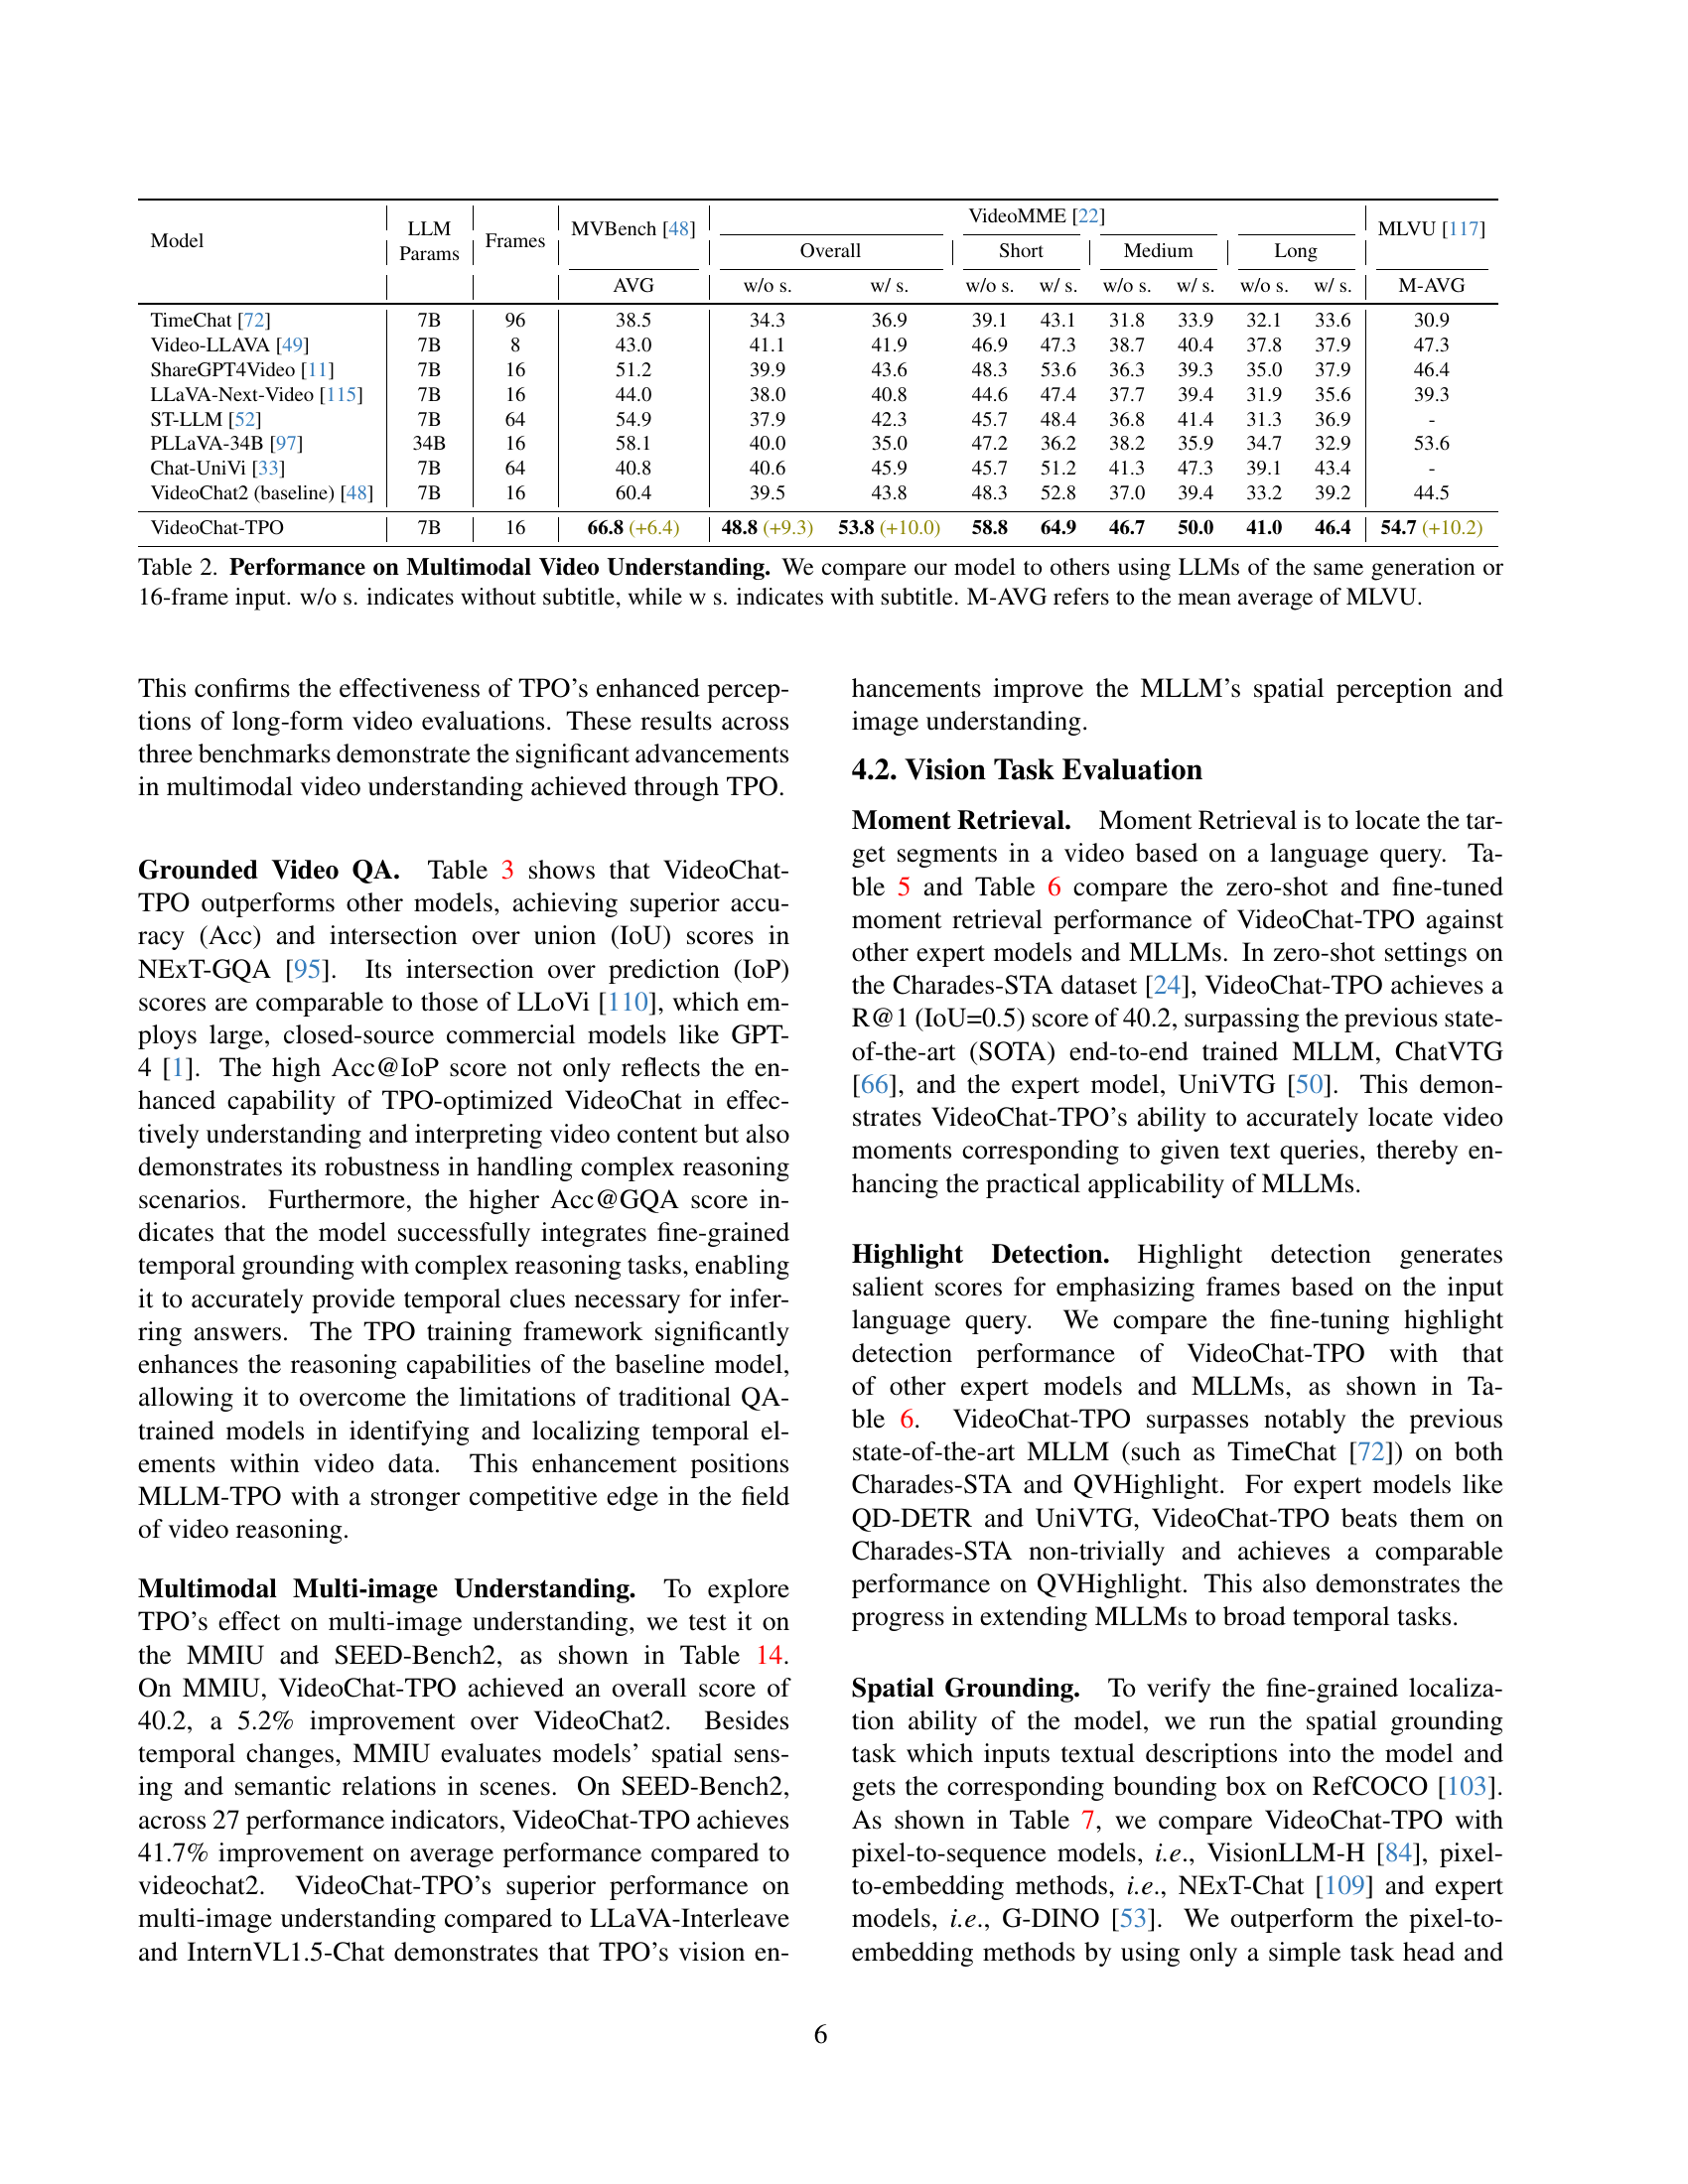 Model LLM Params Frames MVBench [48] VideoMME [22] MLVU [117]
Overall Short Medium Long
AVG w/o s. w/ s. w/o s. w/ s. w/o s. w/ s. w/o s. w/ s. M-AVG
TimeChat [72] 7B 96 38.5 34.3 36.9 39.1 43.1 31.8 33.9 32.1 33.6 30.9
Video-LLAVA [49] 7B 8 43.0 41.1 41.9 46.9 47.3 38.7 40.4 37.8 37.9 47.3
ShareGPT4Video [11] 7B 16 51.2 39.9 43.6 48.3 53.6 36.3 39.3 35.0 37.9 46.4
LLaVA-Next-Video [115] 7B 16 44.0 38.0 40.8 44.6 47.4 37.7 39.4 31.9 35.6 39.3
ST-LLM [52] 7B 64 54.9 37.9 42.3 45.7 48.4 36.8 41.4 31.3 36.9 -
PLLaVA-34B [97] 34B 16 58.1 40.0 35.0 47.2 36.2 38.2 35.9 34.7 32.9 53.6
Chat-UniVi [33] 7B 64 40.8 40.6 45.9 45.7 51.2 41.3 47.3 39.1 43.4 -
VideoChat2 (baseline) [48] 7B 16 60.4 39.5 43.8 48.3 52.8 37.0 39.4 33.2 39.2 44.5
VideoChat-TPO 7B 16 66.8 (+6.4) 48.8 (+9.3) 53.8 (+10.0) 58.8 64.9 46.7 50.0 41.0 46.4 54.7 (+10.2)
Table 2. Performance on Multimodal Video Understanding. We compare our model to others using LLMs of the same generation or
16-frame input. w/o s. indicates without subtitle, while w s. indicates with subtitle. M-AVG refers to the mean average of MLVU.
This confirms the effectiveness of TPO's enhanced percep-
tions of long-form video evaluations. These results across
three benchmarks demonstrate the significant advancements
in multimodal video understanding achieved through TPO.
Grounded Video QA. Table 3 shows that VideoChat-
TPO outperforms other models, achieving superior accu-
racy (Acc) and intersection over union (IoU) scores in
NExT-GQA [95]. Its intersection over prediction (IoP)
scores are comparable to those of LLoVi [110], which em-
ploys large, closed-source commercial models like GPT-
4 [1]. The high Acc@IoP score not only reflects the en-
hanced capability of TPO-optimized VideoChat in effec-
tively understanding and interpreting video content but also
demonstrates its robustness in handling complex reasoning
scenarios. Furthermore, the higher Acc@GQA score in-
dicates that the model successfully integrates fine-grained
temporal grounding with complex reasoning tasks, enabling
it to accurately provide temporal clues necessary for infer-
ring answers. The TPO training framework significantly
enhances the reasoning capabilities of the baseline model,
allowing it to overcome the limitations of traditional QA-
trained models in identifying and localizing temporal el-
ements within video data. This enhancement positions
MLLM-TPO with a stronger competitive edge in the field
of video reasoning.
Multimodal Multi-image Understanding. To explore
TPO's effect on multi-image understanding, we test it on
the MMIU and SEED-Bench2, as shown in Table 14.
On MMIU, VideoChat-TPO achieved an overall score of
40.2, a 5.2% improvement over VideoChat2. Besides
temporal changes, MMIU evaluates models' spatial sens-
ing and semantic relations in scenes. On SEED-Bench2,
across 27 performance indicators, VideoChat-TPO achieves
41.7% improvement on average performance compared to
videochat2. VideoChat-TPO's superior performance on
multi-image understanding compared to LLaVA-Interleave
and InternVL1.5-Chat demonstrates that TPO's vision en-
hancements improve the MLLM's spatial perception and
image understanding.
4.2. Vision Task Evaluation
Moment Retrieval. Moment Retrieval is to locate the tar-
get segments in a video based on a language query. Ta-
ble 5 and Table 6 compare the zero-shot and fine-tuned
moment retrieval performance of VideoChat-TPO against
other expert models and MLLMs. In zero-shot settings on
the Charades-STA dataset [24], VideoChat-TPO achieves a
R@1 (IoU=0.5) score of 40.2, surpassing the previous state-
of-the-art (SOTA) end-to-end trained MLLM, ChatVTG
[66], and the expert model, UniVTG [50]. This demon-
strates VideoChat-TPO's ability to accurately locate video
moments corresponding to given text queries, thereby en-
hancing the practical applicability of MLLMs.
Highlight Detection. Highlight detection generates
salient scores for emphasizing frames based on the input
language query. We compare the fine-tuning highlight
detection performance of VideoChat-TPO with that
of other expert models and MLLMs, as shown in Ta-
ble 6. VideoChat-TPO surpasses notably the previous
state-of-the-art MLLM (such as TimeChat [72]) on both
Charades-STA and QVHighlight. For expert models like
QD-DETR and UniVTG, VideoChat-TPO beats them on
Charades-STA non-trivially and achieves a comparable
performance on QVHighlight. This also demonstrates the
progress in extending MLLMs to broad temporal tasks.
Spatial Grounding. To verify the fine-grained localiza-
tion ability of the model, we run the spatial grounding
task which inputs textual descriptions into the model and
gets the corresponding bounding box on RefCOCO [103].
As shown in Table 7, we compare VideoChat-TPO with
pixel-to-sequence models, i.e., VisionLLM-H [84], pixel-
to-embedding methods, i.e., NExT-Chat [109] and expert
models, i.e., G-DINO [53]. We outperform the pixel-to-
embedding methods by using only a simple task head and
6